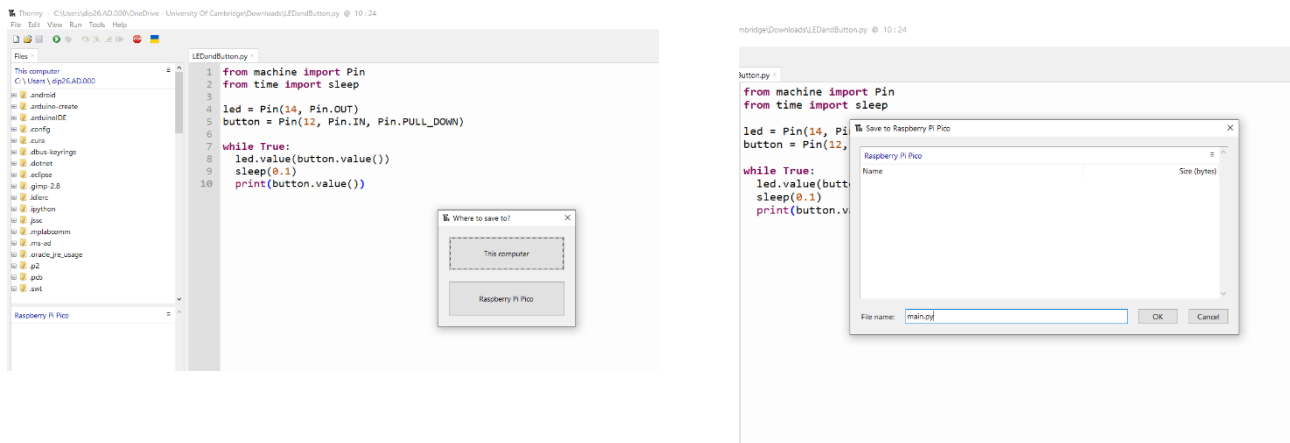 Thonny - C:\Users\dip26.AD.000\OneDrive - University Of Cambridge\Downloads\LEDandButton.py @ 10 : 24
File Edit View Run Tools Help
Files ×
This computer
C: \ Users \ dip26.AD.000
.android
.arduino-create
.arduinoIDE
.config
.cura
.dbus-keyrings
.dotnet
.eclipse
.gimp-2.8
.idlerc
.ipython
.jssc
.mplabcomm
.ms-ad
.oracle_jre_usage
.p2
.pcb
.swt
Raspberry Pi Pico
LEDandButton.py ×
1 from machine import Pin
2 from time import sleep
3
4 led = Pin(14, Pin.OUT)
5 button = Pin(12, Pin.IN, Pin.PULL_DOWN)
6
7 while True:
8 led.value(button.value())
9 sleep(0.1)
10 print(button.value())
Where to save to?
This computer
Raspberry Pi Pico
mbridge\Downloads\LEDandButton.py @ 10 : 24
Button.py ×
from machine import Pin
from time import sleep
led = Pin(14, Pi
button = Pin(12,
while True:
led.value(butt
sleep(0.1)
print(button.v
Save to Raspberry Pi Pico
Raspberry Pi Pico
Name Size (bytes)
File name: main.py OK Cancel